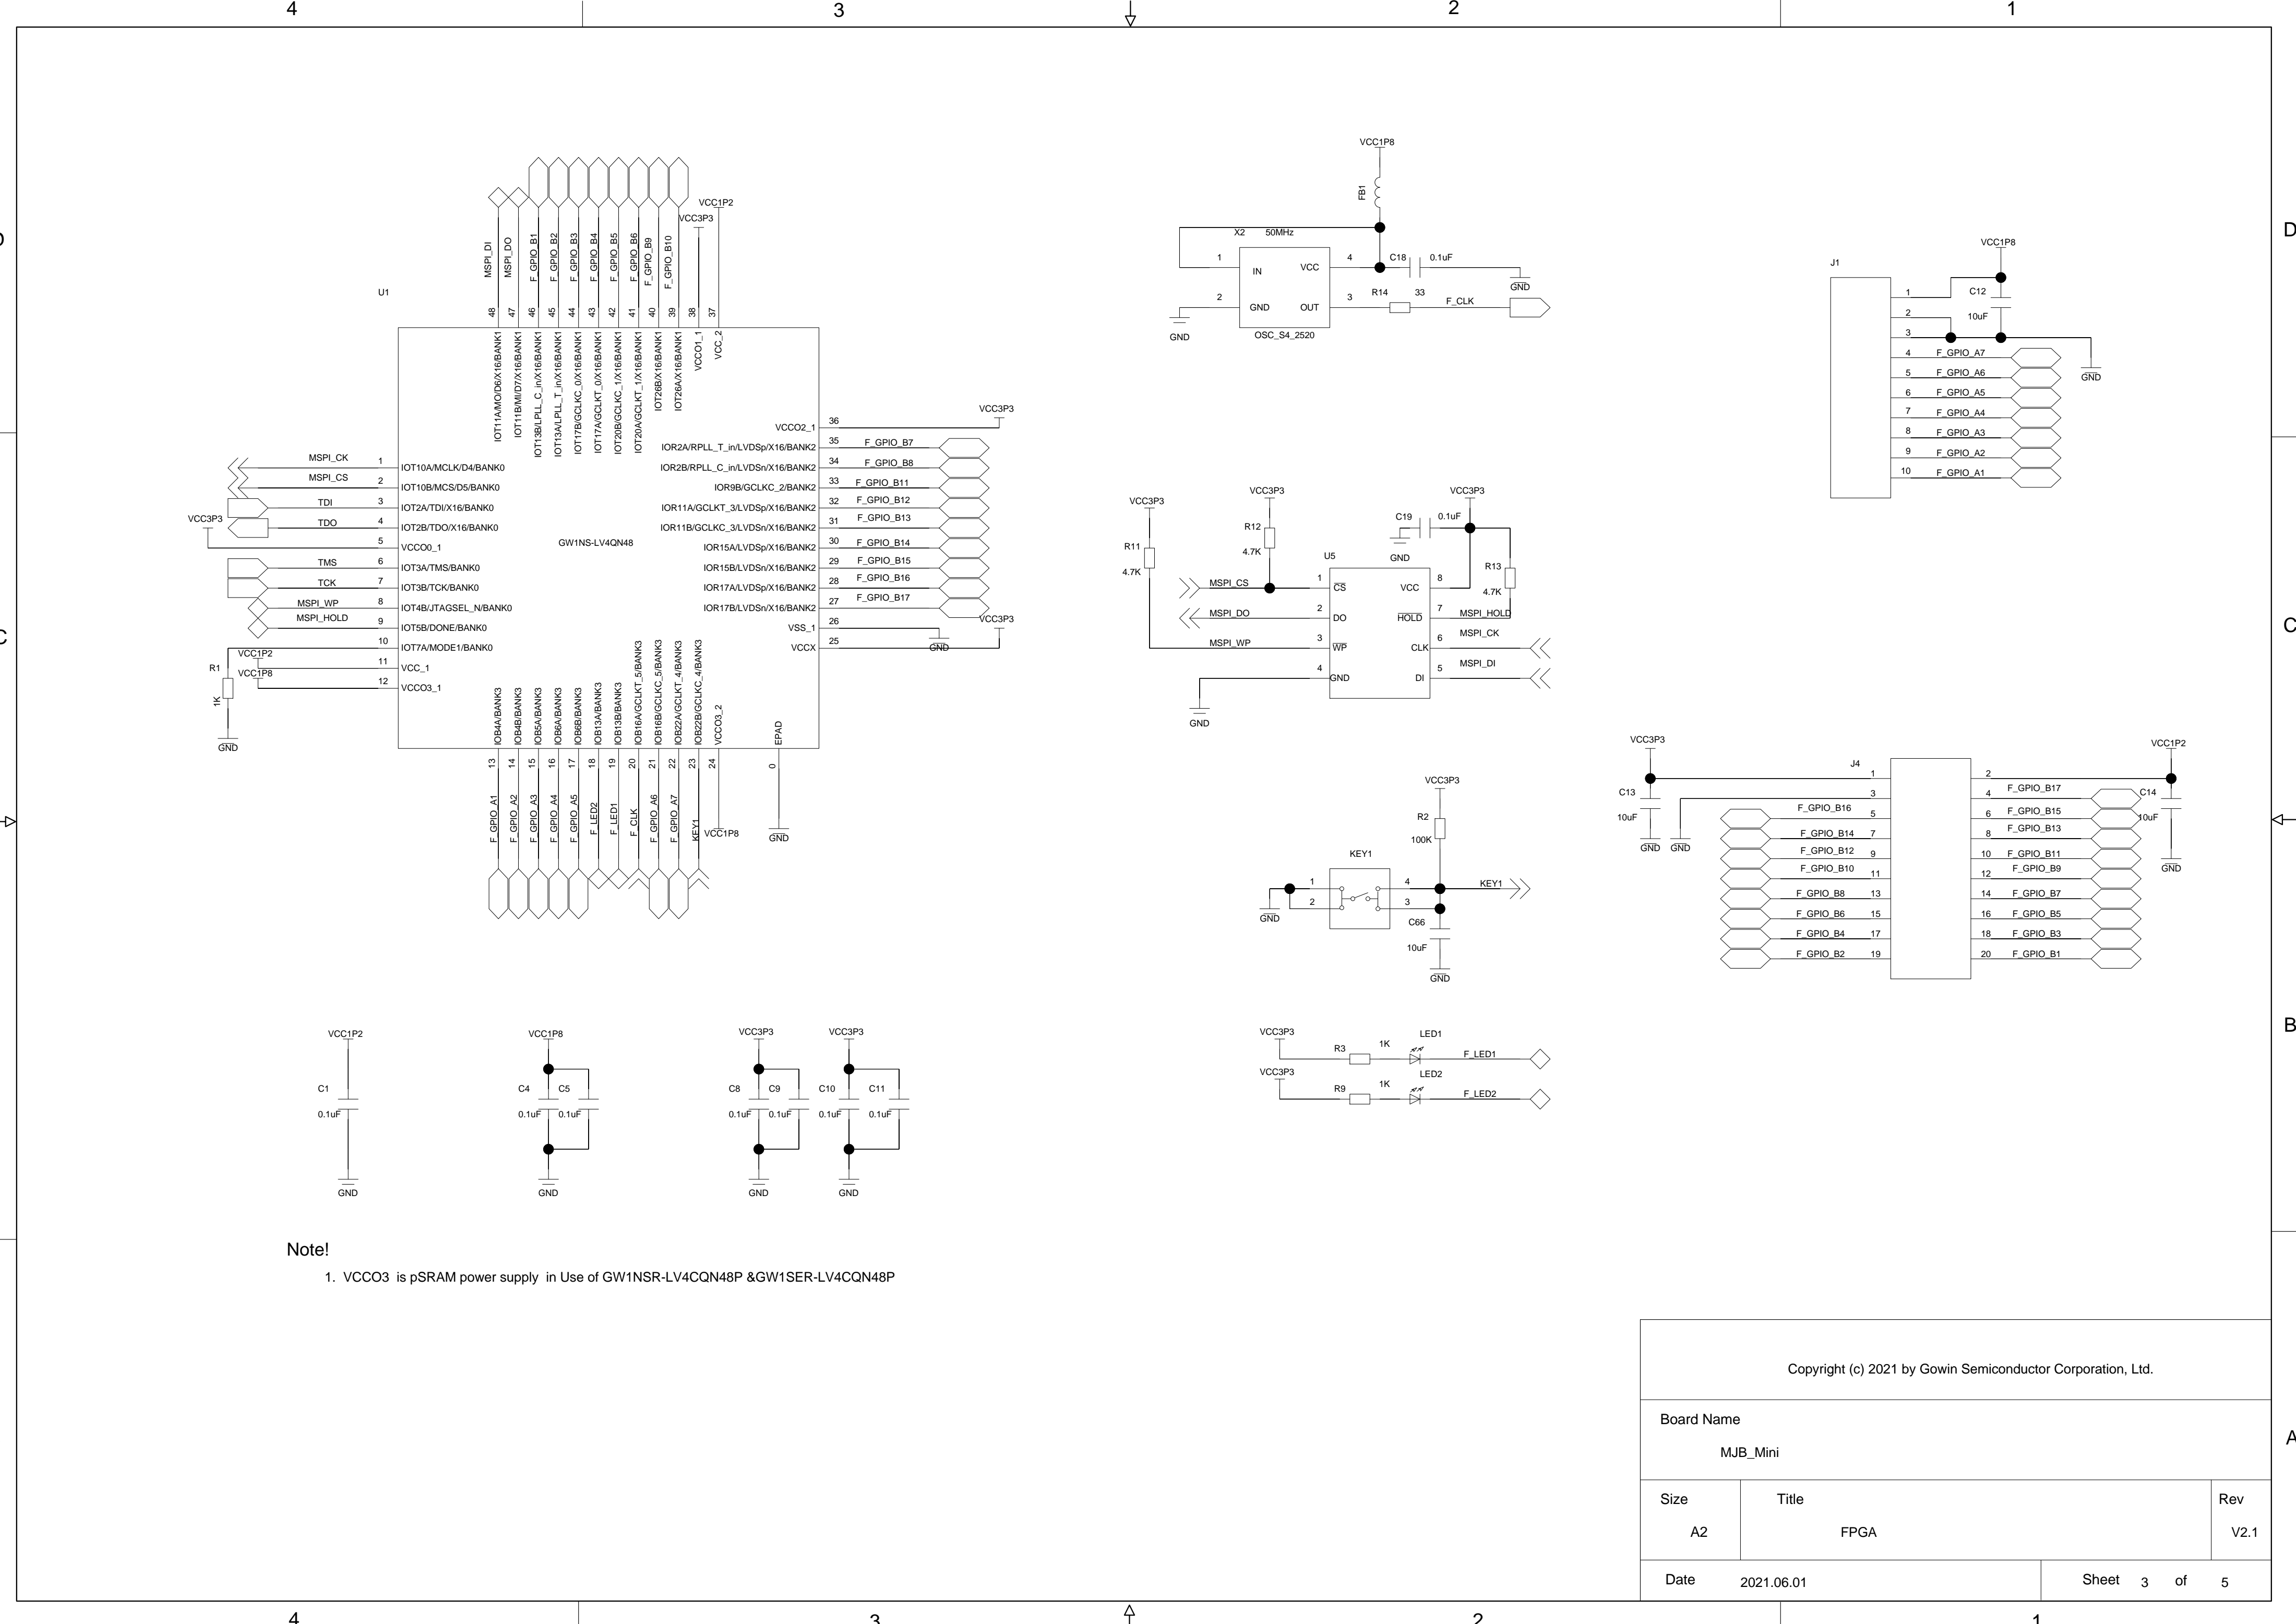 4
3
2
1
D
D
C
C
B
A
U1
GW1NS-LV4QN48
MSPI_DI
MSPI_DO
F_GPIO_B1
F_GPIO_B2
F_GPIO_B3
F_GPIO_B4
F_GPIO_B5
F_GPIO_B6
F_GPIO_B9
F_GPIO_B10
VCC3P3
VCC1P2
48
47
46
45
44
43
42
41
40
39
38
37
IOT11A/MO/D6/X16/BANK1
IOT11B/MI/D7/X16/BANK1
IOT13B/LPLL_C_in/X16/BANK1
IOT13A/LPLL_T_in/X16/BANK1
IOT17B/GCLKC_0/X16/BANK1
IOT17A/GCLKT_0/X16/BANK1
IOT20B/GCLKC_1/X16/BANK1
IOT20A/GCLKT_1/X16/BANK1
IOT26B/X16/BANK1
IOT26A/X16/BANK1
VCCO1_1
VCC_2
MSPI_CK 1 IOT10A/MCLK/D4/BANK0
MSPI_CS 2 IOT10B/MCS/D5/BANK0
TDI 3 IOT2A/TDI/X16/BANK0
TDO 4 IOT2B/TDO/X16/BANK0
VCC3P3 5 VCCO0_1
TMS 6 IOT3A/TMS/BANK0
TCK 7 IOT3B/TCK/BANK0
MSPI_WP 8 IOT4B/JTAGSEL_N/BANK0
MSPI_HOLD 9 IOT5B/DONE/BANK0
10 IOT7A/MODE1/BANK0
VCC1P2 11 VCC_1
VCC1P8 12 VCCO3_1
R1
1K
GND
VCCO2_1 36 VCC3P3
IOR2A/RPLL_T_in/LVDSp/X16/BANK2 35 F_GPIO_B7
IOR2B/RPLL_C_in/LVDSn/X16/BANK2 34 F_GPIO_B8
IOR9B/GCLKC_2/BANK2 33 F_GPIO_B11
IOR11A/GCLKT_3/LVDSp/X16/BANK2 32 F_GPIO_B12
IOR11B/GCLKC_3/LVDSn/X16/BANK2 31 F_GPIO_B13
IOR15A/LVDSp/X16/BANK2 30 F_GPIO_B14
IOR15B/LVDSn/X16/BANK2 29 F_GPIO_B15
IOR17A/LVDSp/X16/BANK2 28 F_GPIO_B16
IOR17B/LVDSn/X16/BANK2 27 F_GPIO_B17
VSS_1 26 GND
VCCX 25 VCC3P3
IOB4A/BANK3
IOB4B/BANK3
IOB5A/BANK3
IOB6A/BANK3
IOB6B/BANK3
IOB13A/BANK3
IOB13B/BANK3
IOB16A/GCLKT_5/BANK3
IOB16B/GCLKC_5/BANK3
IOB22A/GCLKT_4/BANK3
IOB22B/GCLKC_4/BANK3
VCCO3_2
EPAD
13
14
15
16
17
18
19
20
21
22
23
24
0
F_GPIO_A1
F_GPIO_A2
F_GPIO_A3
F_GPIO_A4
F_GPIO_A5
F_LED2
F_LED1
F_CLK
F_GPIO_A6
F_GPIO_A7
KEY1
VCC1P8
GND
VCC1P8
FB1
X2 50MHz
1 IN VCC 4 C18 0.1uF GND
2 GND OUT 3 R14 33 F_CLK
GND
OSC_S4_2520
VCC3P3
R11
4.7K
VCC3P3
R12
4.7K
VCC3P3
C19 0.1uF
GND
R13
4.7K
U5
MSPI_CS 1 CS VCC 8
MSPI_DO 2 DO HOLD 7 MSPI_HOLD
MSPI_WP 3 WP CLK 6 MSPI_CK
4 GND DI 5 MSPI_DI
GND
J1
VCC1P8
C12
10uF
GND
1
2
3
4 F_GPIO_A7
5 F_GPIO_A6
6 F_GPIO_A5
7 F_GPIO_A4
8 F_GPIO_A3
9 F_GPIO_A2
10 F_GPIO_A1
VCC3P3
R2
100K
KEY1
1 4 KEY1
2 3
GND
C66
10uF
GND
J4
VCC3P3 1 2 VCC1P2
C13
10uF
GND
GND
3 4 F_GPIO_B17
C14
10uF
GND
F_GPIO_B16 5 6 F_GPIO_B15
F_GPIO_B14 7 8 F_GPIO_B13
F_GPIO_B12 9 10 F_GPIO_B11
F_GPIO_B10 11 12 F_GPIO_B9
F_GPIO_B8 13 14 F_GPIO_B7
F_GPIO_B6 15 16 F_GPIO_B5
F_GPIO_B4 17 18 F_GPIO_B3
F_GPIO_B2 19 20 F_GPIO_B1
VCC1P2
C1
0.1uF
GND
VCC1P8
C4 C5
0.1uF 0.1uF
GND
VCC3P3
C8 C9
0.1uF 0.1uF
GND
VCC3P3
C10 C11
0.1uF 0.1uF
GND
VCC3P3 R3 1K LED1 F_LED1
VCC3P3 R9 1K LED2 F_LED2
Note!
1. VCCO3 is pSRAM power supply in Use of GW1NSR-LV4CQN48P &GW1SER-LV4CQN48P
Copyright (c) 2021 by Gowin Semiconductor Corporation, Ltd.
Board Name
MJB_Mini
Size Title Rev
A2 FPGA V2.1
Date 2021.06.01 Sheet 3 of 5
4
3
2
1